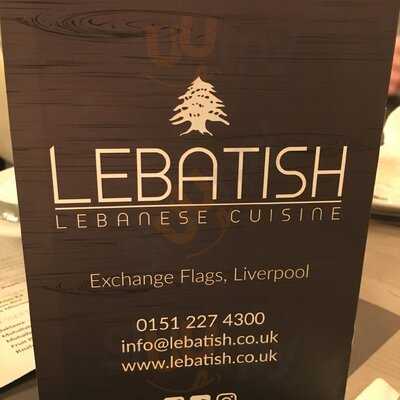 LEBATISH
LEBANESE CUISINE
Exchange Flags, Liverpool
0151 227 4300
info@lebatish.co.uk
www.lebatish.co.uk